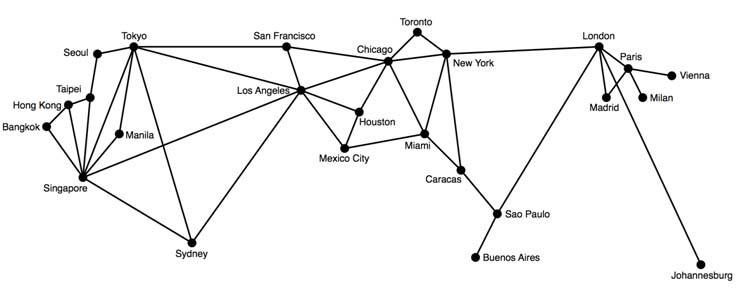 Toronto
Tokyo
San Francisco
London
Seoul
Chicago
New York
Paris
Vienna
Taipei
Los Angeles
Hong Kong
Madrid
Milan
Houston
Bangkok
Manila
Miami
Mexico City
Caracas
Singapore
Sao Paulo
Sydney
Buenos Aires
Johannesburg